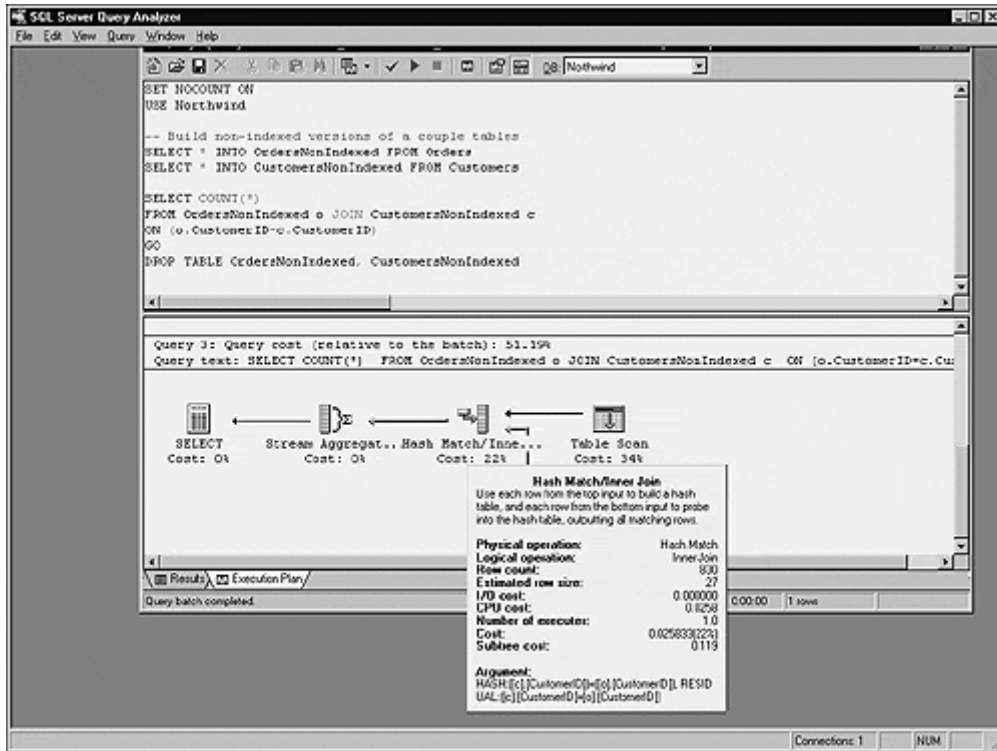 SQL Server Query Analyzer
File Edit View Query Window Help
DB: Northwind
SET NOCOUNT ON
USE Northwind
-- Build non-indexed versions of a couple tables
SELECT * INTO OrdersNonIndexed FROM Orders
SELECT * INTO CustomersNonIndexed FROM Customers
SELECT COUNT(*)
FROM OrdersNonIndexed o JOIN CustomersNonIndexed c
ON (o.CustomerID=c.CustomerID)
GO
DROP TABLE OrdersNonIndexed, CustomersNonIndexed
Query 3: Query cost (relative to the batch): 51.19%
Query text: SELECT COUNT(*) FROM OrdersNonIndexed o JOIN CustomersNonIndexed c ON (o.CustomerID=c.Cu
SELECT
Cost: 0%
Stream Aggregat...
Cost: 0%
Hash Match/Inne...
Cost: 22%
Table Scan
Cost: 34%
Hash Match/Inner Join
Use each row from the top input to build a hash
table, and each row from the bottom input to probe
into the hash table, outputting all matching rows.
Physical operation: Hash Match
Logical operation: Inner Join
Row count: 830
Estimated row size: 27
I/O cost: 0.000000
CPU cost: 0.0258
Number of executes: 1.0
Cost: 0.025833(22%)
Subtree cost: 0.119
Argument:
HASH:([c].[CustomerID])=([o].[CustomerID]), RESID
UAL:([c].[CustomerID]=[o].[CustomerID])
Results Execution Plan
Query batch completed. 0:00:00 1 rows
Connections: 1 NUM